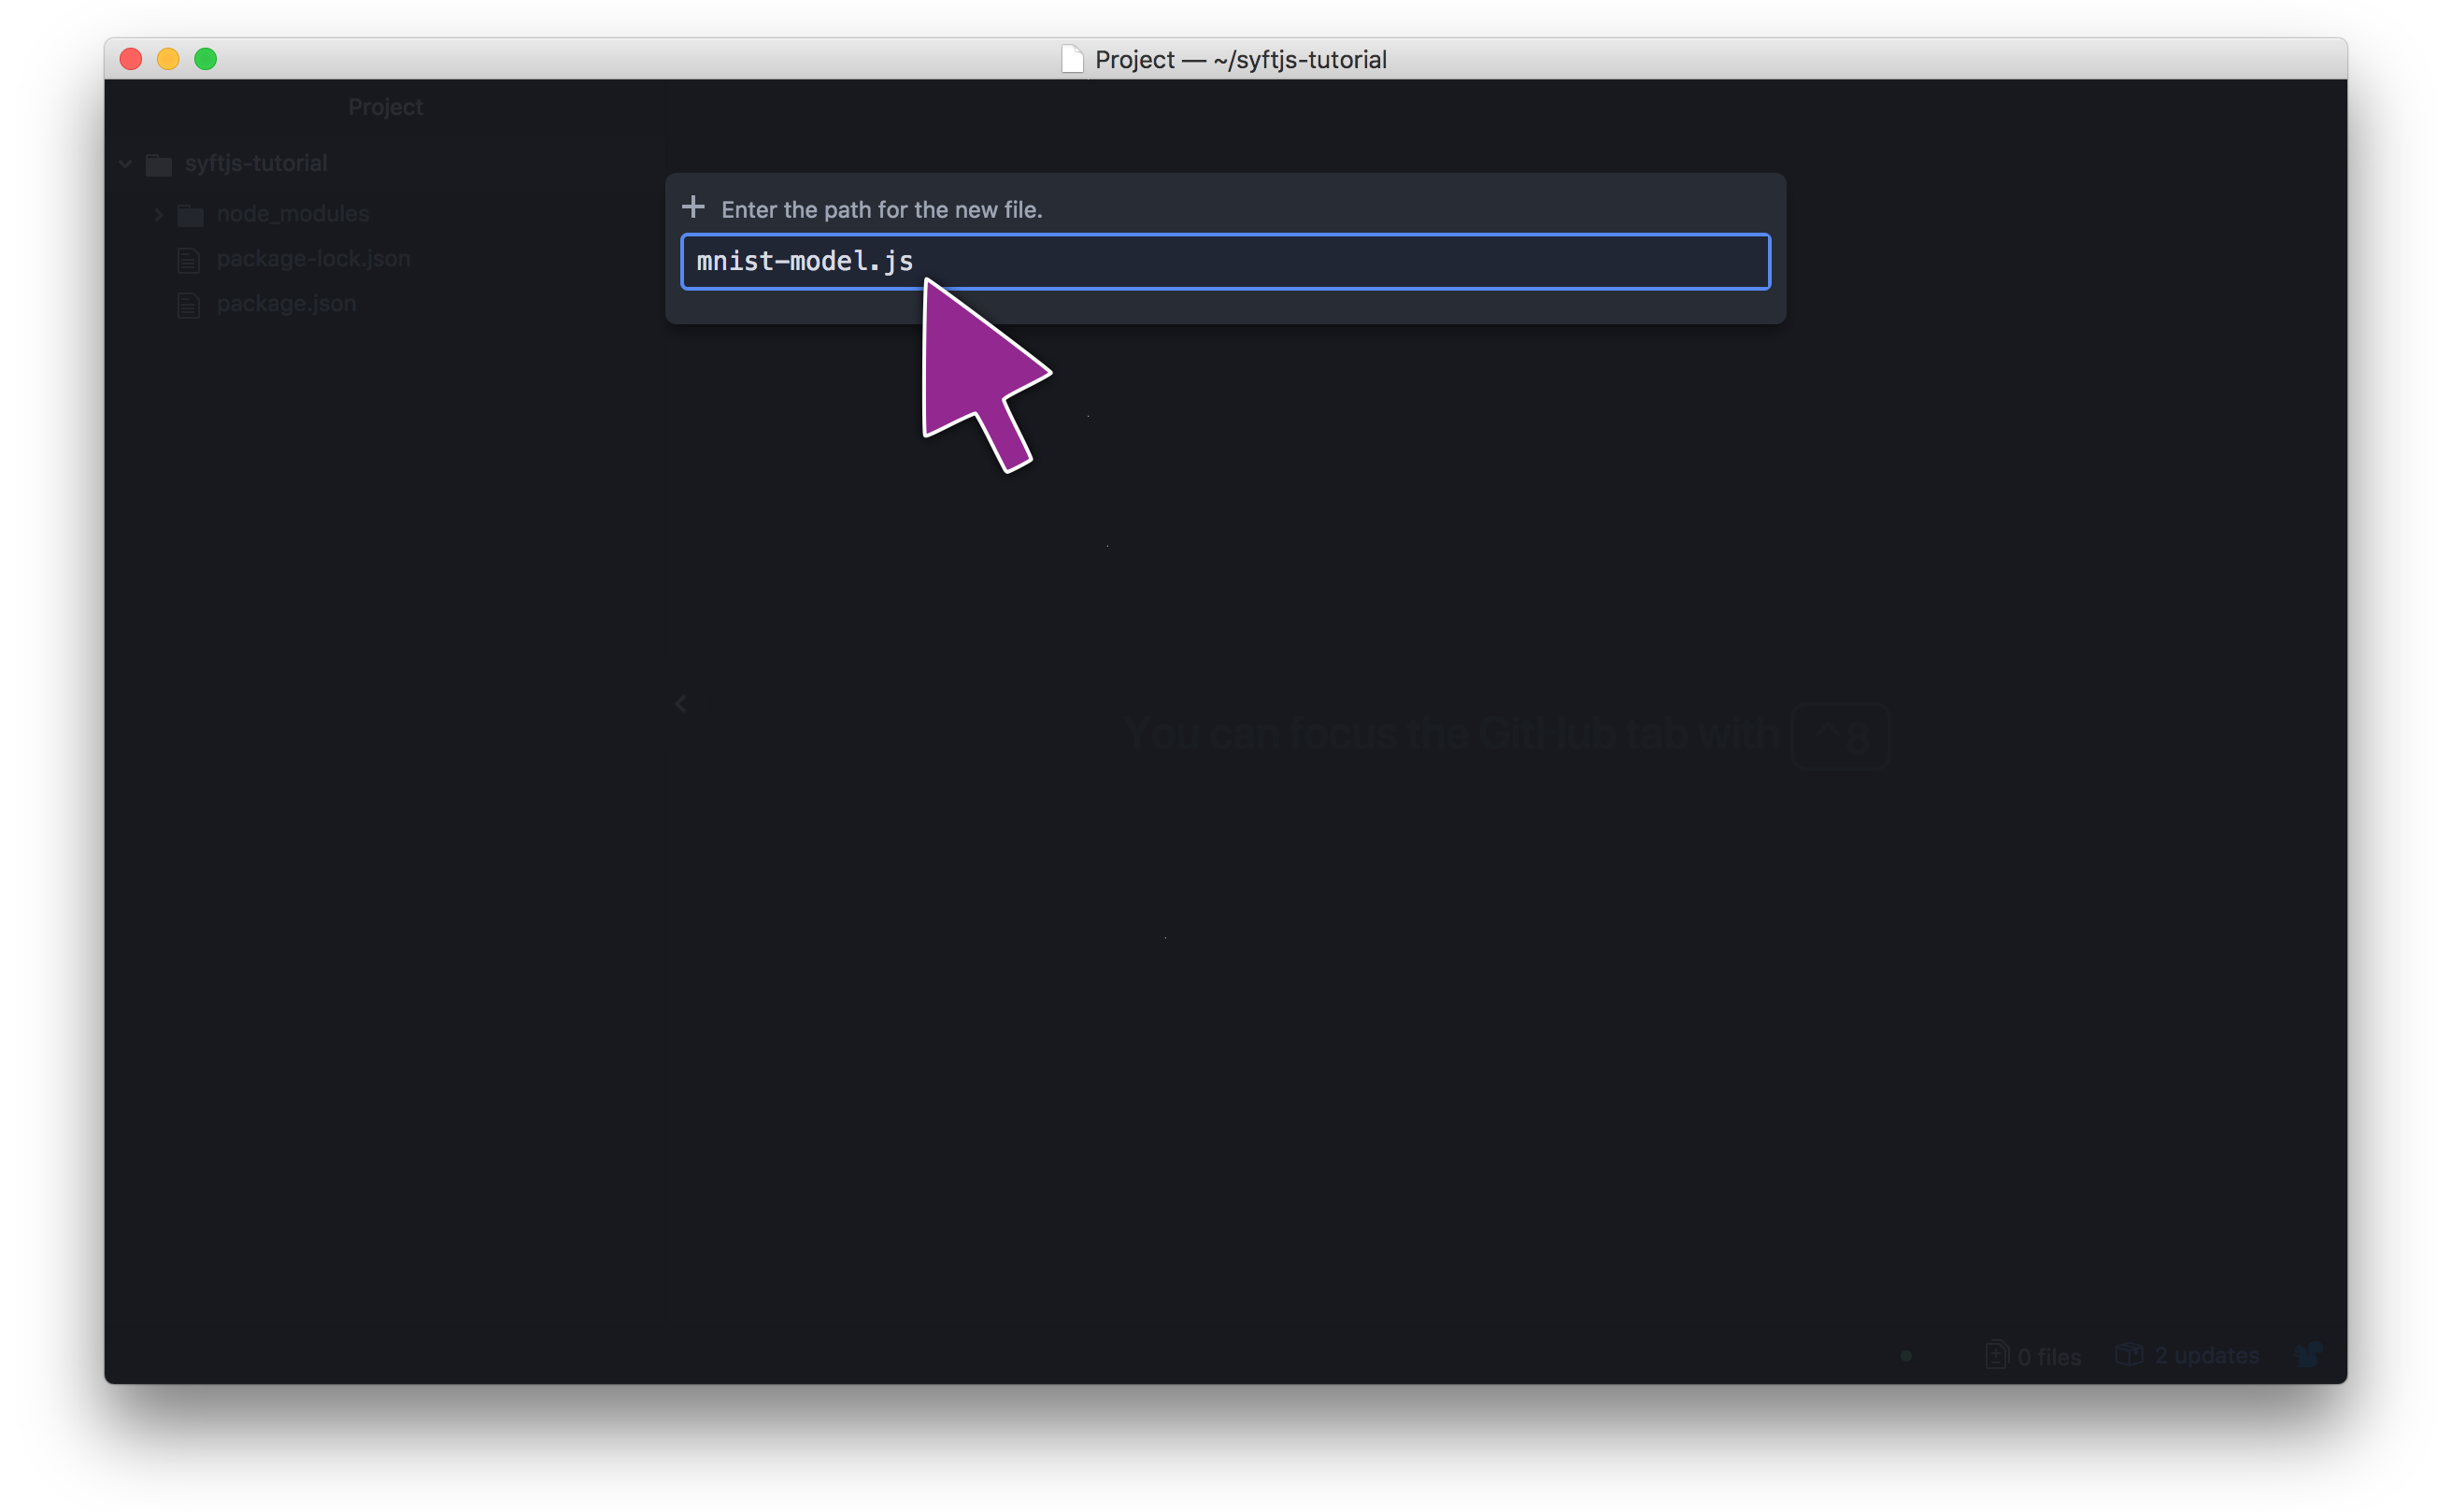 Project — ~/syftjs-tutorial
Project
syftjs-tutorial
node_modules
package-lock.json
package.json
Enter the path for the new file.
mnist-model.js
You can focus the GitHub tab with ^8
0 files
2 updates